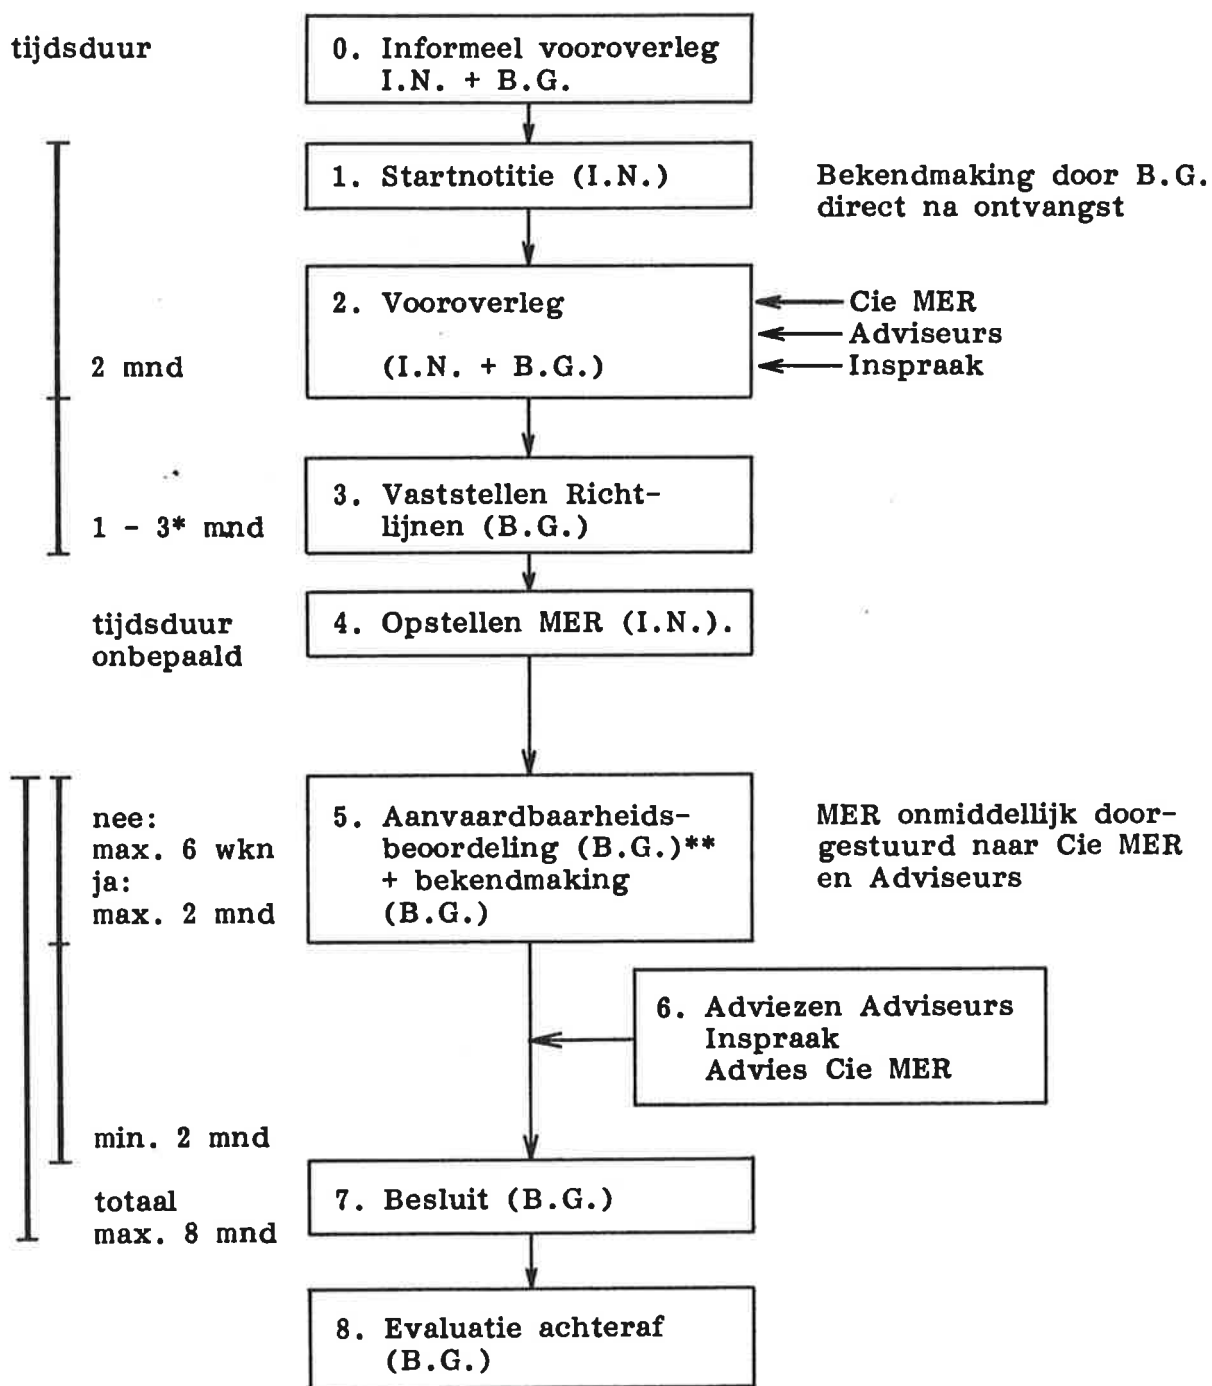 tijdsduur
0. Informeel vooroverleg
I.N. + B.G.
1. Startnotitie (I.N.)
Bekendmaking door B.G.
direct na ontvangst
2. Vooroverleg
(I.N. + B.G.)
Cie MER
Adviseurs
Inspraak
2 mnd
3. Vaststellen Richt-
lijnen (B.G.)
1 - 3* mnd
4. Opstellen MER (I.N.).
tijdsduur
onbepaald
nee:
max. 6 wkn
ja:
max. 2 mnd
5. Aanvaardbaarheids-
beoordeling (B.G.)**
+ bekendmaking
(B.G.)
MER onmiddellijk door-
gestuurd naar Cie MER
en Adviseurs
6. Adviezen Adviseurs
Inspraak
Advies Cie MER
min. 2 mnd
7. Besluit (B.G.)
totaal
max. 8 mnd
8. Evaluatie achteraf
(B.G.)